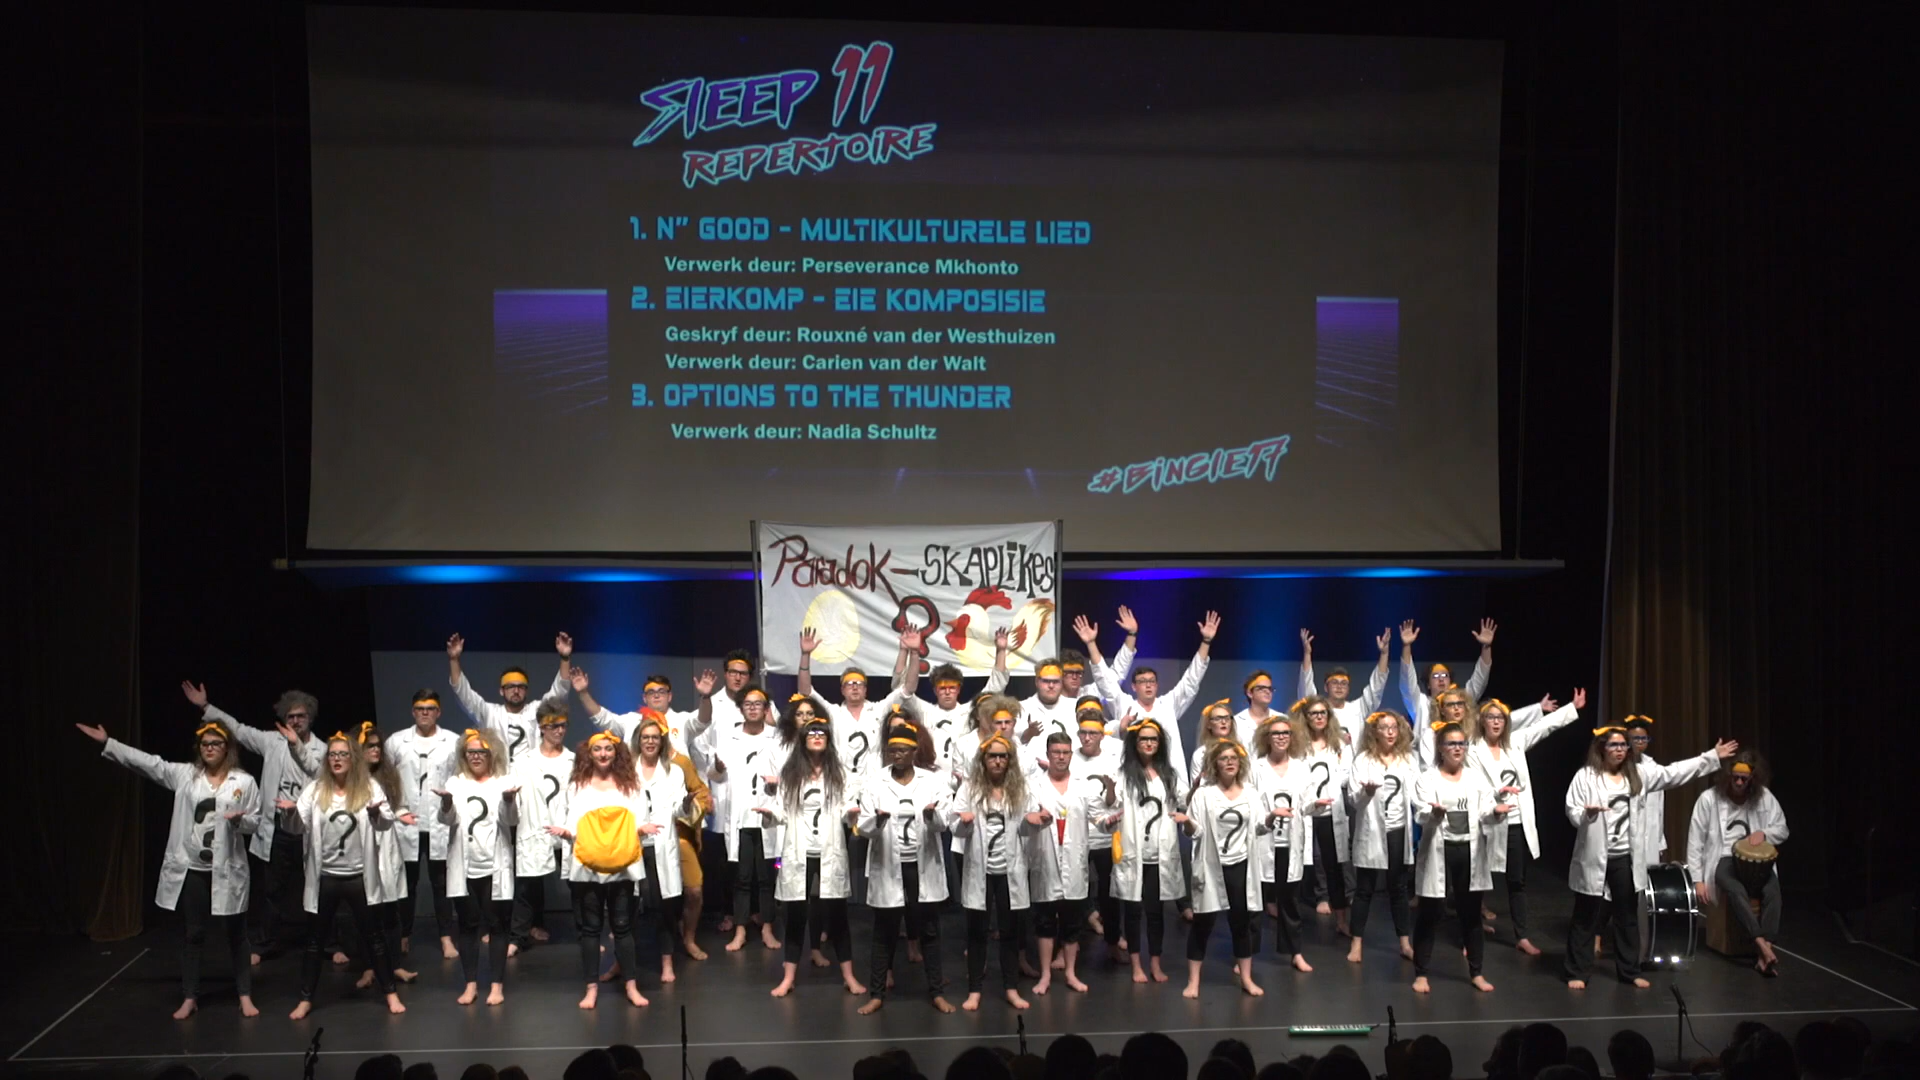 SLEEP 11
REPERTOIRE
1. N” GOOD - MULTIKULTURELE LIED
Verwerk deur: Perseverance Mkhonto
2. EIERKOMP - EIE KOMPOSISIE
Geskryf deur: Rouxné van der Westhuizen
Verwerk deur: Carien van der Walt
3. OPTIONS TO THE THUNDER
Verwerk deur: Nadia Schultz
#BINGLE17
Paradok-SKAPLIKES
?